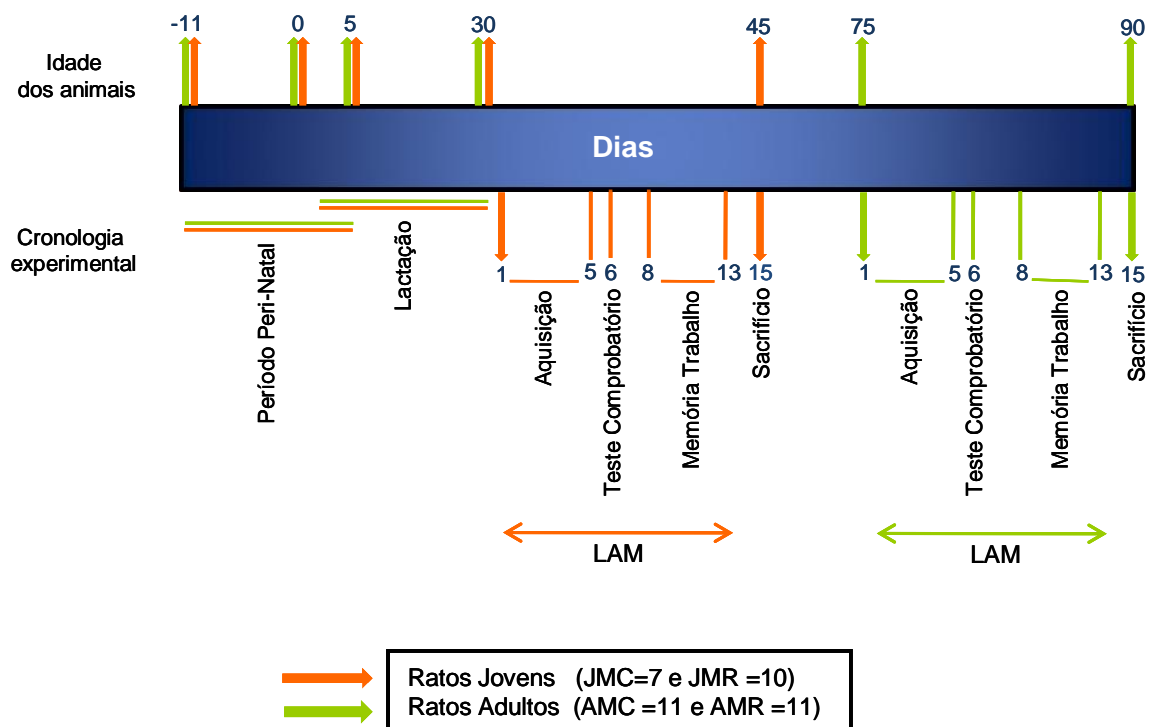 -11 0 5 30 45 75 90
Idade
dos animais
Dias
Cronologia
experimental
1 5 6 8 13 15 1 5 6 8 13 15
Período Peri-Natal
Lactação
Aquisição
Teste Comprobatório
Memória Trabalho
Sacrifício
Aquisição
Teste Comprobatório
Memória Trabalho
Sacrifício
LAM LAM
Ratos Jovens (JMC=7 e JMR =10)
Ratos Adultos (AMC =11 e AMR =11)